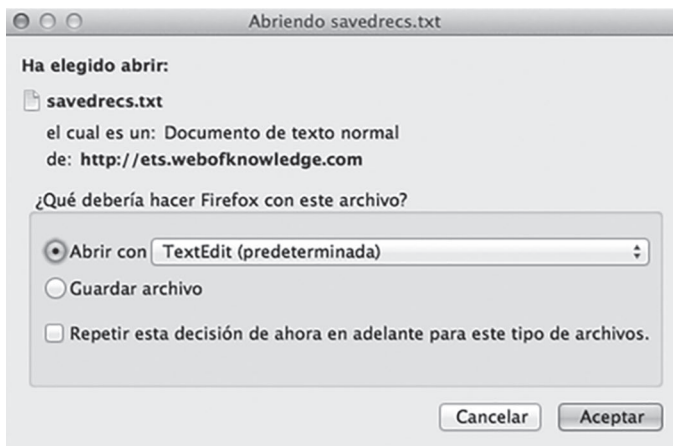 Abriendo savedrecs.txt
Ha elegido abrir:
savedrecs.txt
el cual es un: Documento de texto normal
de: http://ets.webofknowledge.com
¿Qué debería hacer Firefox con este archivo?
Abrir con TextEdit (predeterminada)
Guardar archivo
Repetir esta decisión de ahora en adelante para este tipo de archivos.
Cancelar Aceptar